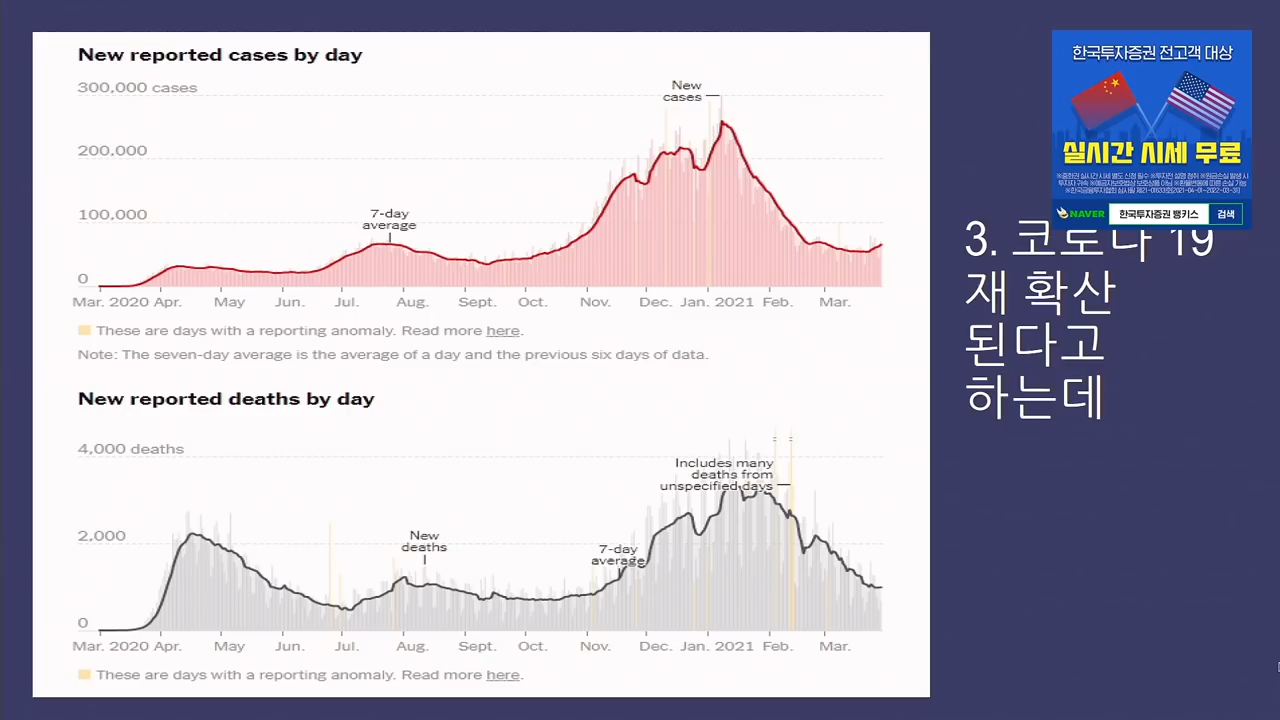 New reported cases by day
300,000 cases
200,000
100,000
0
New
cases
7-day
average
Mar. 2020 Apr. May Jun. Jul. Aug. Sept. Oct. Nov. Dec. Jan. 2021 Feb. Mar.
These are days with a reporting anomaly. Read more here.
Note: The seven-day average is the average of a day and the previous six days of data.
New reported deaths by day
4,000 deaths
2,000
0
New
deaths
7-day
average
Includes many
deaths from
unspecified days
Mar. 2020 Apr. May Jun. Jul. Aug. Sept. Oct. Nov. Dec. Jan. 2021 Feb. Mar.
These are days with a reporting anomaly. Read more here.
한국투자증권 전고객 대상
실시간 시세 무료
NAVER 한국투자증권 뱅키스 검색
3. 코로나 19
재 확산
된다고
하는데